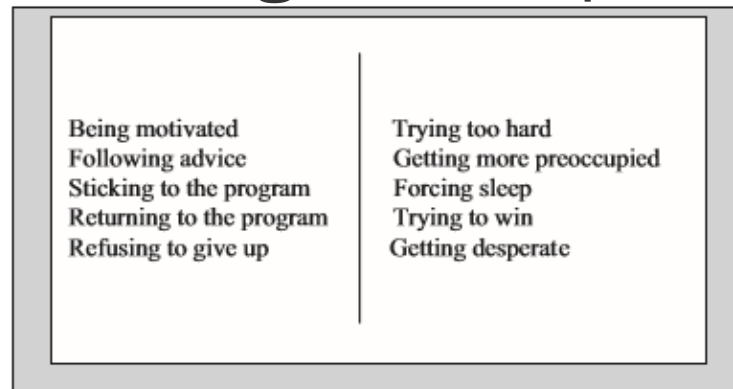 Being motivated
Following advice
Sticking to the program
Returning to the program
Refusing to give up
Trying too hard
Getting more preoccupied
Forcing sleep
Trying to win
Getting desperate